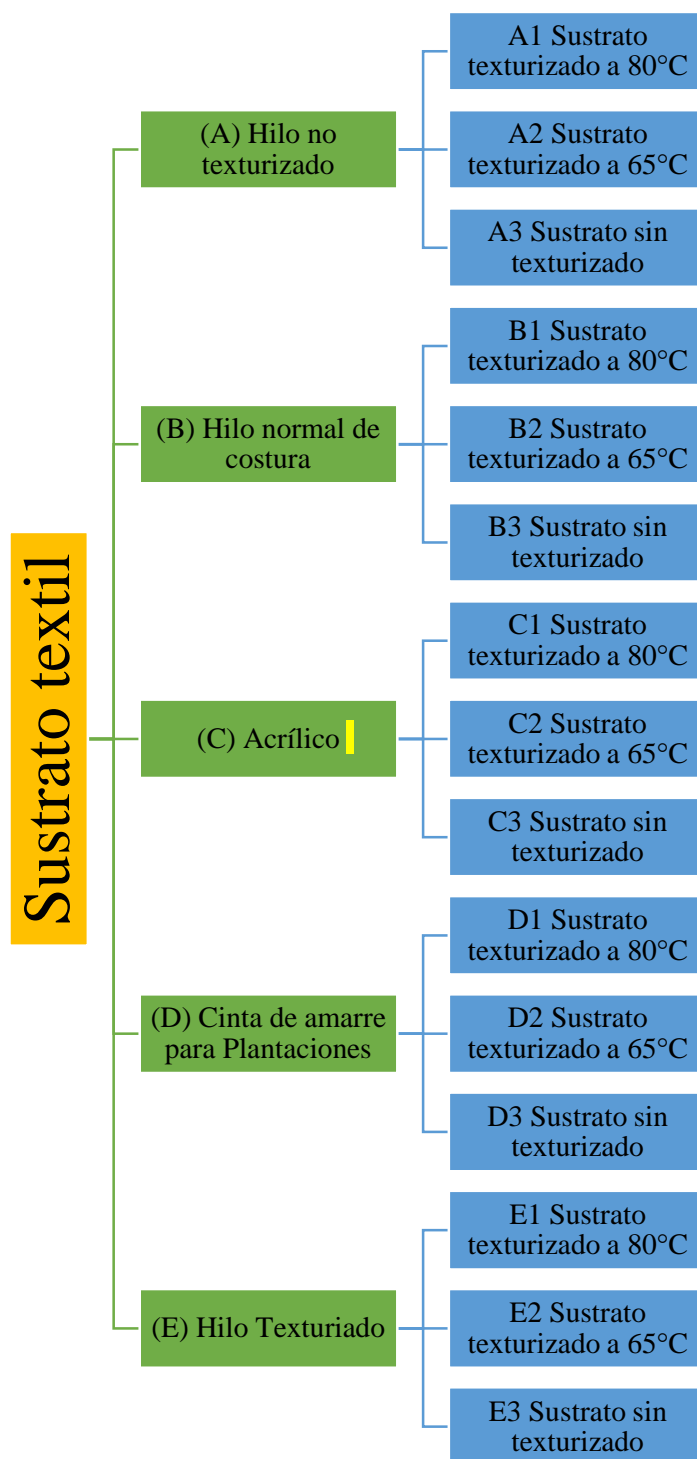 Sustrato textil
(A) Hilo no
texturizado
A1 Sustrato
texturizado a 80°C
A2 Sustrato
texturizado a 65°C
A3 Sustrato sin
texturizado
(B) Hilo normal de
costura
B1 Sustrato
texturizado a 80°C
B2 Sustrato
texturizado a 65°C
B3 Sustrato sin
texturizado
(C) Acrílico
C1 Sustrato
texturizado a 80°C
C2 Sustrato
texturizado a 65°C
C3 Sustrato sin
texturizado
(D) Cinta de amarre
para Plantaciones
D1 Sustrato
texturizado a 80°C
D2 Sustrato
texturizado a 65°C
D3 Sustrato sin
texturizado
(E) Hilo Texturiado
E1 Sustrato
texturizado a 80°C
E2 Sustrato
texturizado a 65°C
E3 Sustrato sin
texturizado